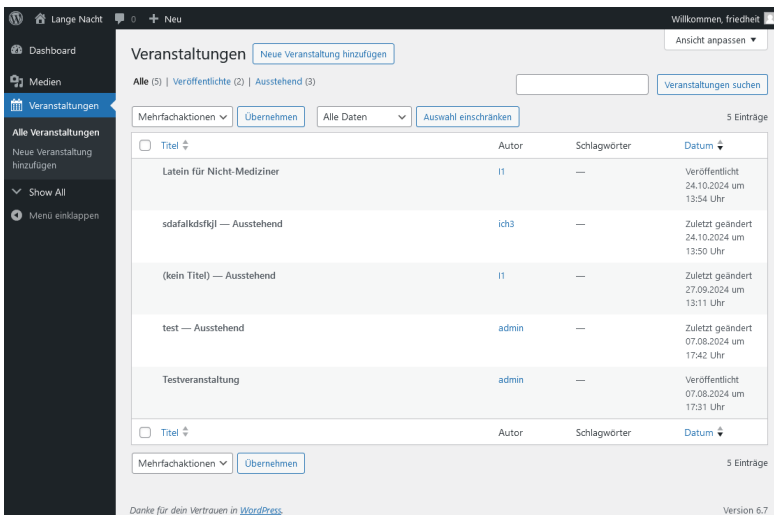 Lange Nacht 0 + Neu Willkommen, friedheit
Ansicht anpassen ▼
Dashboard
Medien
Veranstaltungen
Alle Veranstaltungen
Neue Veranstaltung
hinzufügen
Show All
Menü einklappen
Veranstaltungen Neue Veranstaltung hinzufügen
Alle (5) | Veröffentlichte (2) | Ausstehend (3)
Veranstaltungen suchen
Mehrfachaktionen Übernehmen Alle Daten Auswahl einschränken 5 Einträge
Titel Autor Schlagwörter Datum
Latein für Nicht-Mediziner l1 — Veröffentlicht
24.10.2024 um
13:54 Uhr
sdafalkdsfkjl — Ausstehend ich3 — Zuletzt geändert
24.10.2024 um
13:50 Uhr
(kein Titel) — Ausstehend l1 — Zuletzt geändert
27.09.2024 um
13:11 Uhr
test — Ausstehend admin — Zuletzt geändert
07.08.2024 um
17:42 Uhr
Testveranstaltung admin — Veröffentlicht
07.08.2024 um
17:31 Uhr
Titel Autor Schlagwörter Datum
Mehrfachaktionen Übernehmen 5 Einträge
Danke für dein Vertrauen in WordPress. Version 6.7